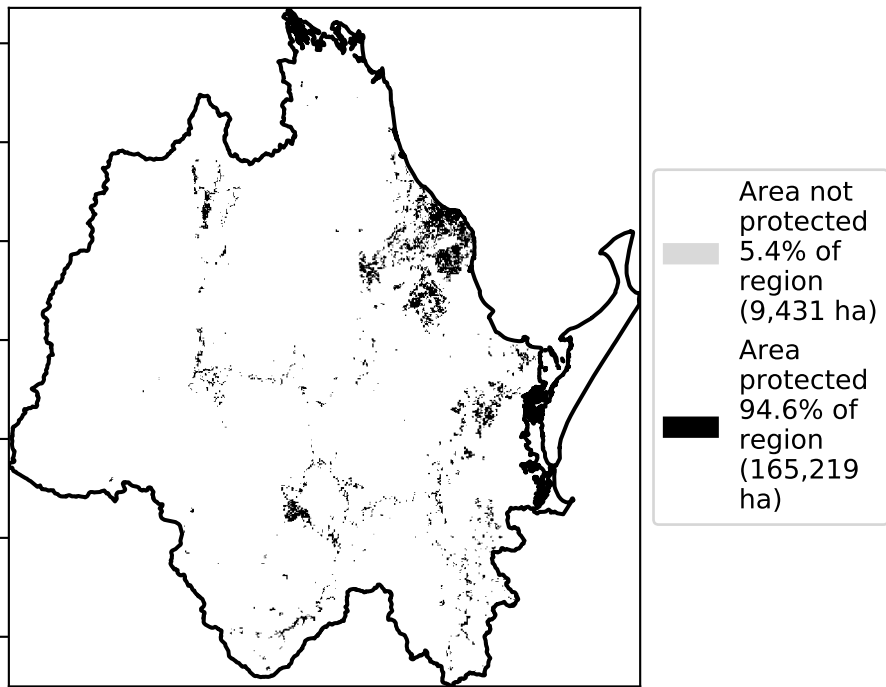 Area not
protected
5.4% of
region
(9,431 ha)
Area
protected
94.6% of
region
(165,219
ha)